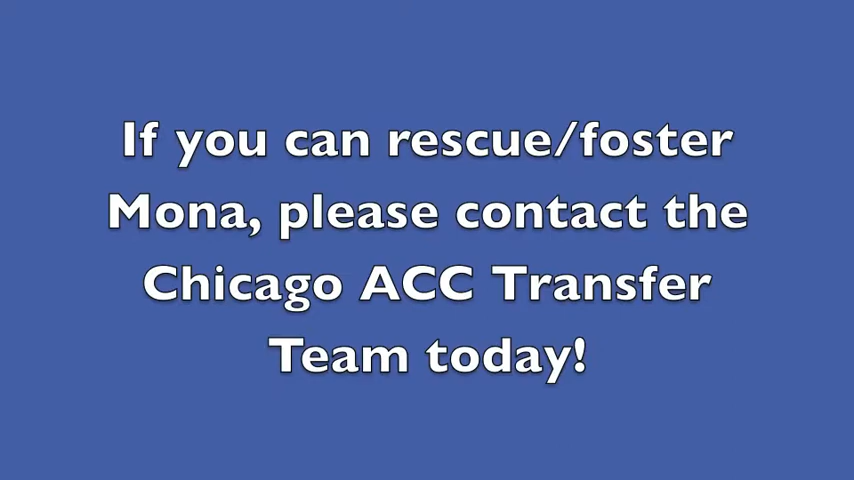 If you can rescue/foster
Mona, please contact the
Chicago ACC Transfer
Team today!